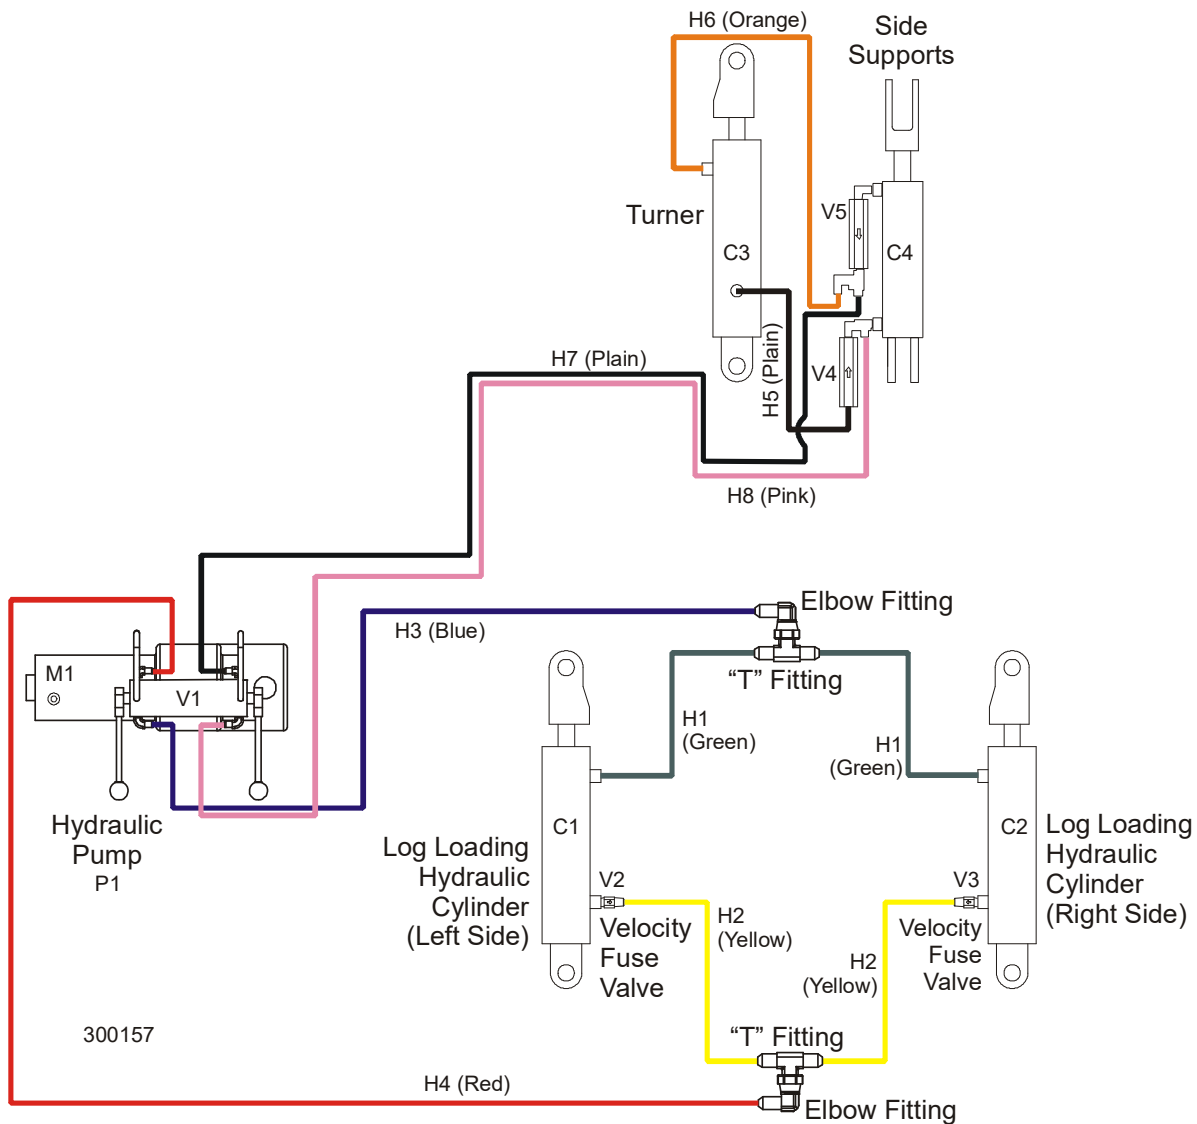 H6 (Orange)
Side
Supports
V5
Turner
C3
C4
H7 (Plain)
H5 (Plain)
V4
H8 (Pink)
Elbow Fitting
H3 (Blue)
M1
V1
“T” Fitting
H1
(Green)
H1
(Green)
Hydraulic
Pump
P1
C1
C2
Log Loading
Hydraulic
Cylinder
(Left Side)
Log Loading
Hydraulic
Cylinder
(Right Side)
V2
V3
Velocity
Fuse
Valve
H2
(Yellow)
Velocity
Fuse
Valve
H2
(Yellow)
300157
“T” Fitting
H4 (Red)
Elbow Fitting